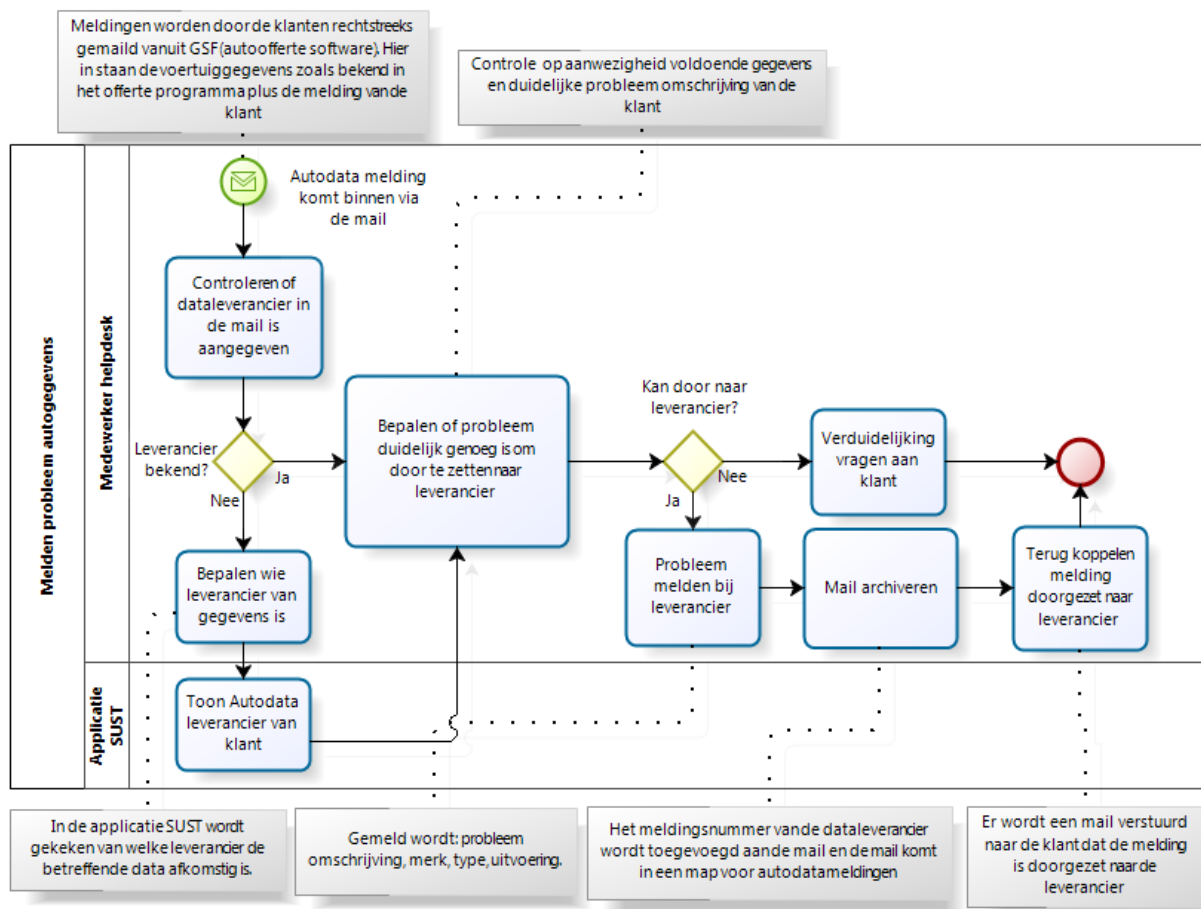 Meldingen worden door de klanten rechtstreeks
gemaild vanuit GSF (autoofferte software). Hier
in staan de voertuiggegevens zoals bekend in
het offerte programma plus de melding van de
klant
Controle op aanwezigheid voldoende gegevens
en duidelijke probleem omschrijving van de
klant
Melden probleem autogegevens
Medewerker helpdesk
Autodata melding
komt binnen via
de mail
Controleren of
dataleverancier in
de mail is
aangegeven
Leverancier
bekend?
Ja
Nee
Bepalen of probleem
duidelijk genoeg is om
door te zetten naar
leverancier
Kan door naar
leverancier?
Nee
Ja
Verduidelijking
vragen aan
klant
Bepalen wie
leverancier van
gegevens is
Probleem
melden bij
leverancier
Mail archiveren
Terug koppelen
melding
doorgezet naar
leverancier
Applicatie
SUST
Toon Autodata
leverancier van
klant
In de applicatie SUST wordt
gekeken van welke leverancier de
betreffende data afkomstig is.
Gemeld wordt: probleem
omschrijving, merk, type, uitvoering.
Het meldingsnummer van de dataleverancier
wordt toegevoegd aan de mail en de mail komt
in een map voor autodatameldingen
Er wordt een mail verstuurd
naar de klant dat de melding
is doorgezet naar de
leverancier